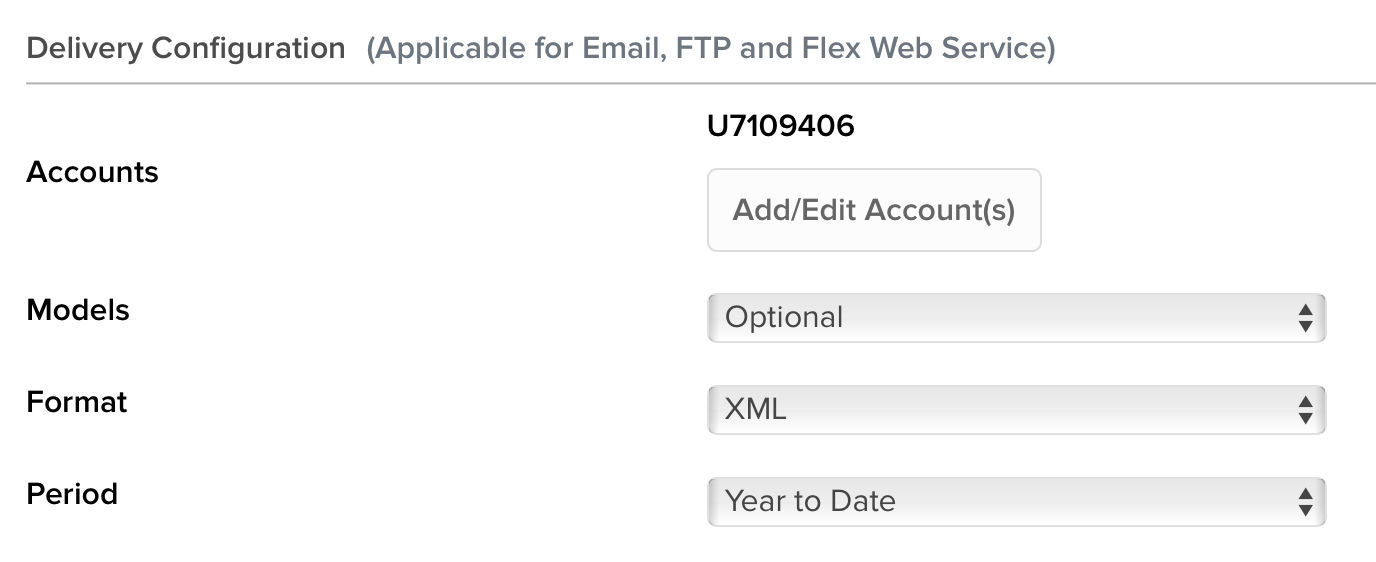 Delivery Configuration (Applicable for Email, FTP and Flex Web Service)
U7109406
Accounts
Add/Edit Account(s)
Models
Optional
Format
XML
Period
Year to Date